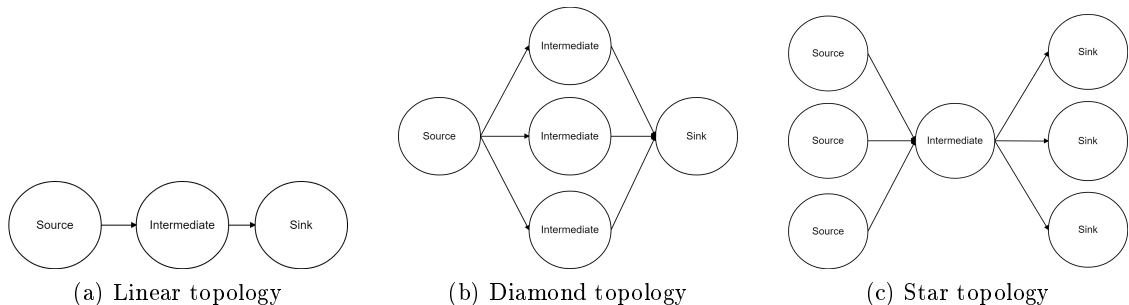 Source
Intermediate
Sink
(a) Linear topology
Intermediate
Source
Intermediate
Sink
Intermediate
(b) Diamond topology
Source
Sink
Source
Intermediate
Sink
Source
Sink
(c) Star topology